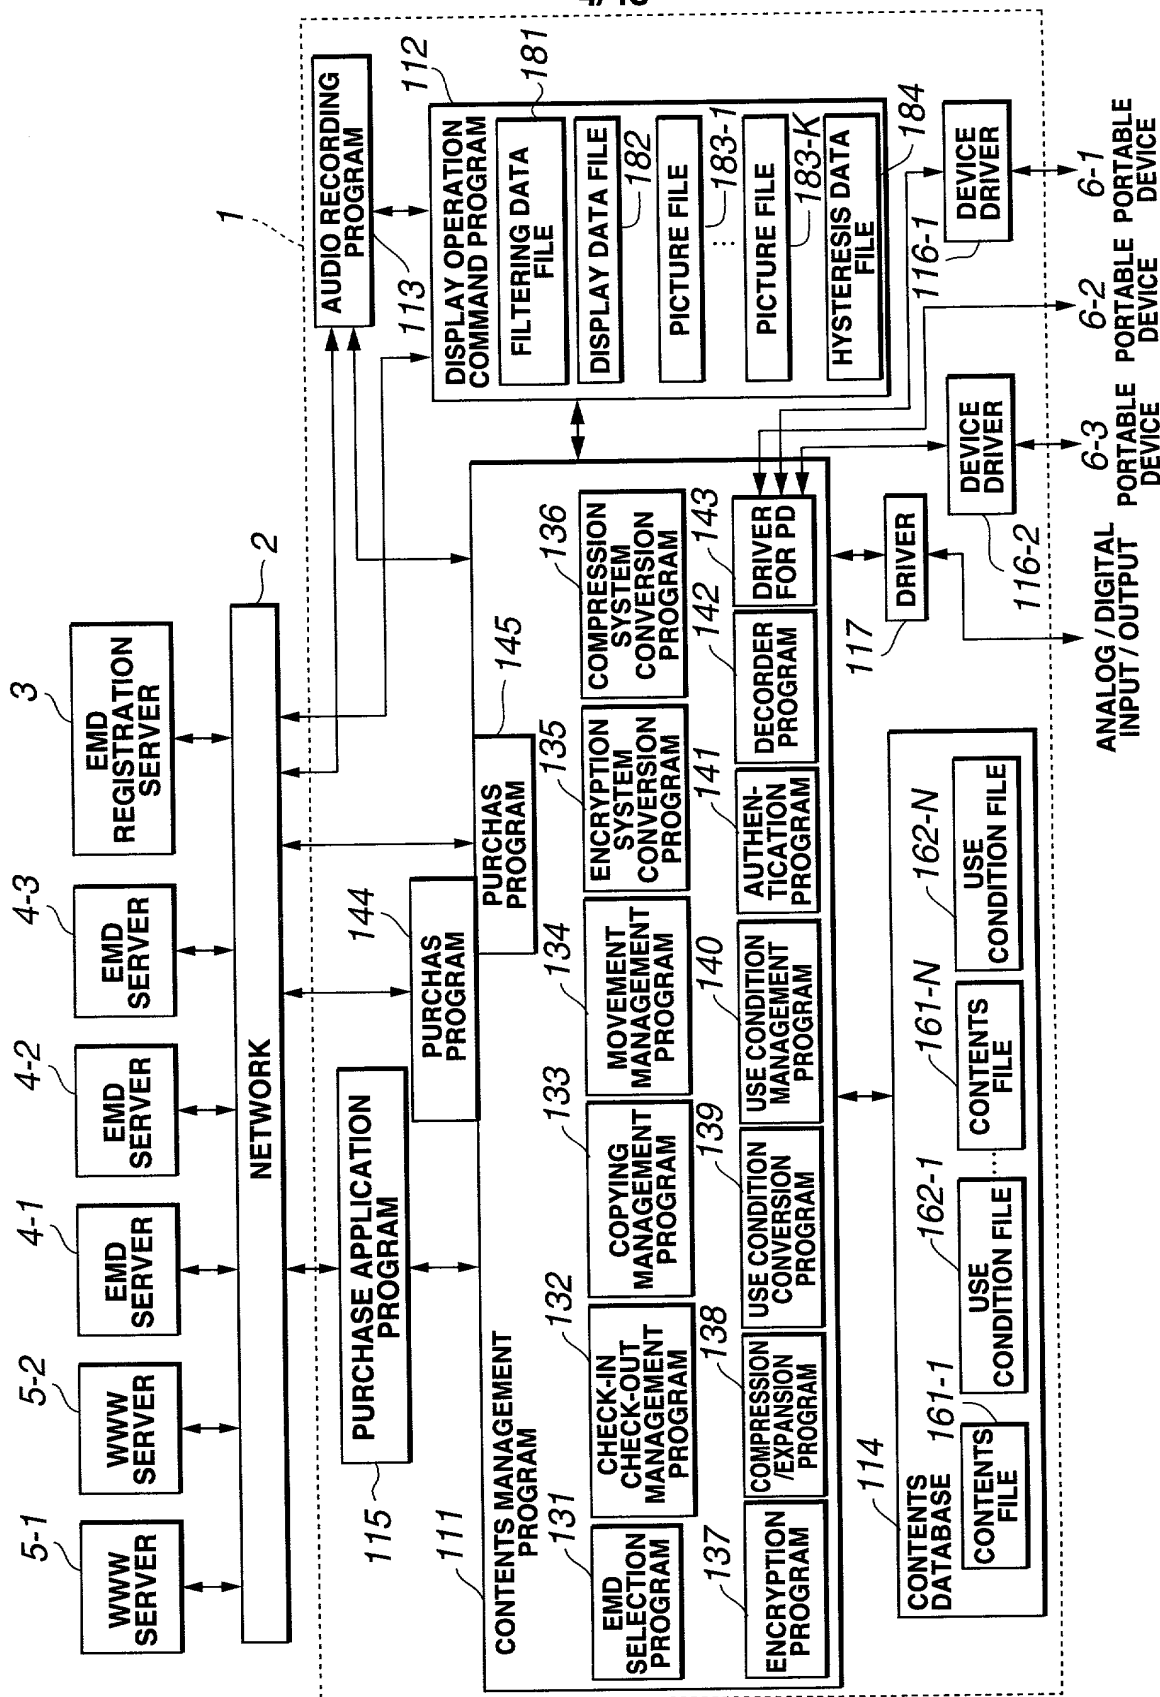 4/48
5-1
WWW
SERVER
5-2
WWW
SERVER
4-1
EMD
SERVER
4-2
EMD
SERVER
4-3
EMD
SERVER
3
EMD
REGISTRATION
SERVER
NETWORK
2
1
115
PURCHASE APPLICATION
PROGRAM
144
PURCHAS
PROGRAM
145
PURCHAS
PROGRAM
AUDIO RECORDING
PROGRAM
113
111
CONTENTS MANAGEMENT
PROGRAM
131
EMD
SELECTION
PROGRAM
132
CHECK-IN
CHECK-OUT
MANAGEMENT
PROGRAM
133
COPYING
MANAGEMENT
PROGRAM
134
MOVEMENT
MANAGEMENT
PROGRAM
135
ENCRYPTION
SYSTEM
CONVERSION
PROGRAM
136
COMPRESSION
SYSTEM
CONVERSION
PROGRAM
137
ENCRYPTION
PROGRAM
138
COMPRESSION
/EXPANSION
PROGRAM
139
USE CONDITION
CONVERSION
PROGRAM
140
USE CONDITION
MANAGEMENT
PROGRAM
141
AUTHEN-
TICATION
PROGRAM
142
DECORDER
PROGRAM
143
DRIVER
FOR PD
112
DISPLAY OPERATION
COMMAND PROGRAM
181
FILTERING DATA
FILE
DISPLAY DATA FILE
182
PICTURE FILE
183-1
PICTURE FILE
183-K
HYSTERESIS DATA
FILE
184
114
CONTENTS
DATABASE
161-1
CONTENTS
FILE
162-1
USE
CONDITION FILE
161-N
CONTENTS
FILE
162-N
USE
CONDITION FILE
117
DRIVER
116-2
DEVICE
DRIVER
116-1
DEVICE
DRIVER
ANALOG / DIGITAL
INPUT / OUTPUT
6-3
PORTABLE
DEVICE
6-2
PORTABLE
DEVICE
6-1
PORTABLE
DEVICE